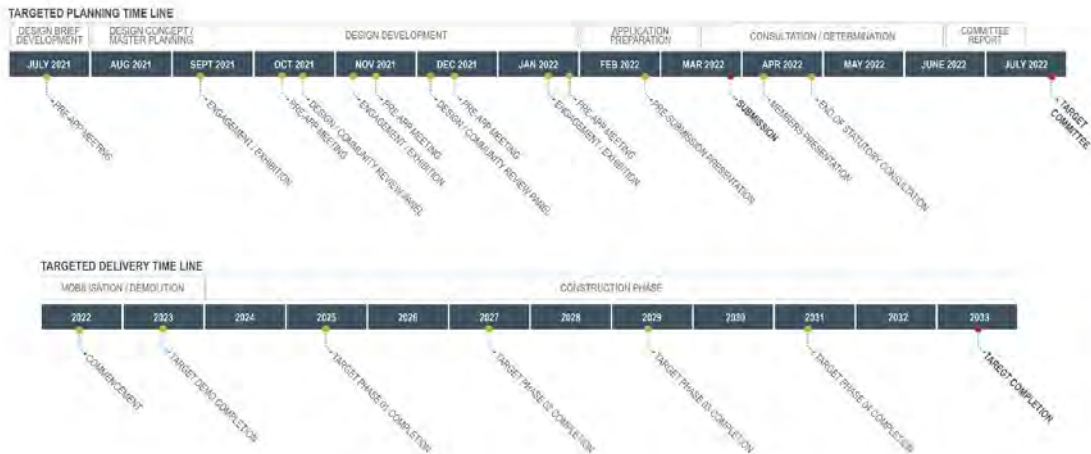 TARGETED PLANNING TIME LINE
DESIGN BRIEF
DEVELOPMENT
DESIGN CONCEPT /
MASTER PLANNING
DESIGN DEVELOPMENT
APPLICATION
PREPARATION
CONSULTATION / DETERMINATION
COMMITTEE
REPORT
JULY 2021
AUG 2021
SEPT 2021
OCT 2021
NOV 2021
DEC 2021
JAN 2022
FEB 2022
MAR 2022
APR 2022
MAY 2022
JUNE 2022
JULY 2022
PRE-APP MEETING
ENGAGEMENT / EXHIBITION
PRE-APP MEETING
DESIGN / COMMUNITY REVIEW PANEL
ENGAGEMENT / EXHIBITION
PRE-APP MEETING
DESIGN / COMMUNITY REVIEW PANEL
PRE-APP MEETING
ENGAGEMENT / EXHIBITION
PRE-APP MEETING
PRE-SUBMISSION PRESENTATION
SUBMISSION
MEMBERS PRESENTATION
END OF STATUTORY CONSULTATION
TARGET
COMMITTEE
TARGETED DELIVERY TIME LINE
MOBILISATION / DEMOLITION
CONSTRUCTION PHASE
2022
2023
2024
2025
2026
2027
2028
2029
2030
2031
2032
2033
COMMENCEMENT
TARGET DEMO COMPLETION
TARGET PHASE 01 COMPLETION
TARGET PHASE 02 COMPLETION
TARGET PHASE 03 COMPLETION
TARGET PHASE 04 COMPLETION
TAREGT COMPLETION